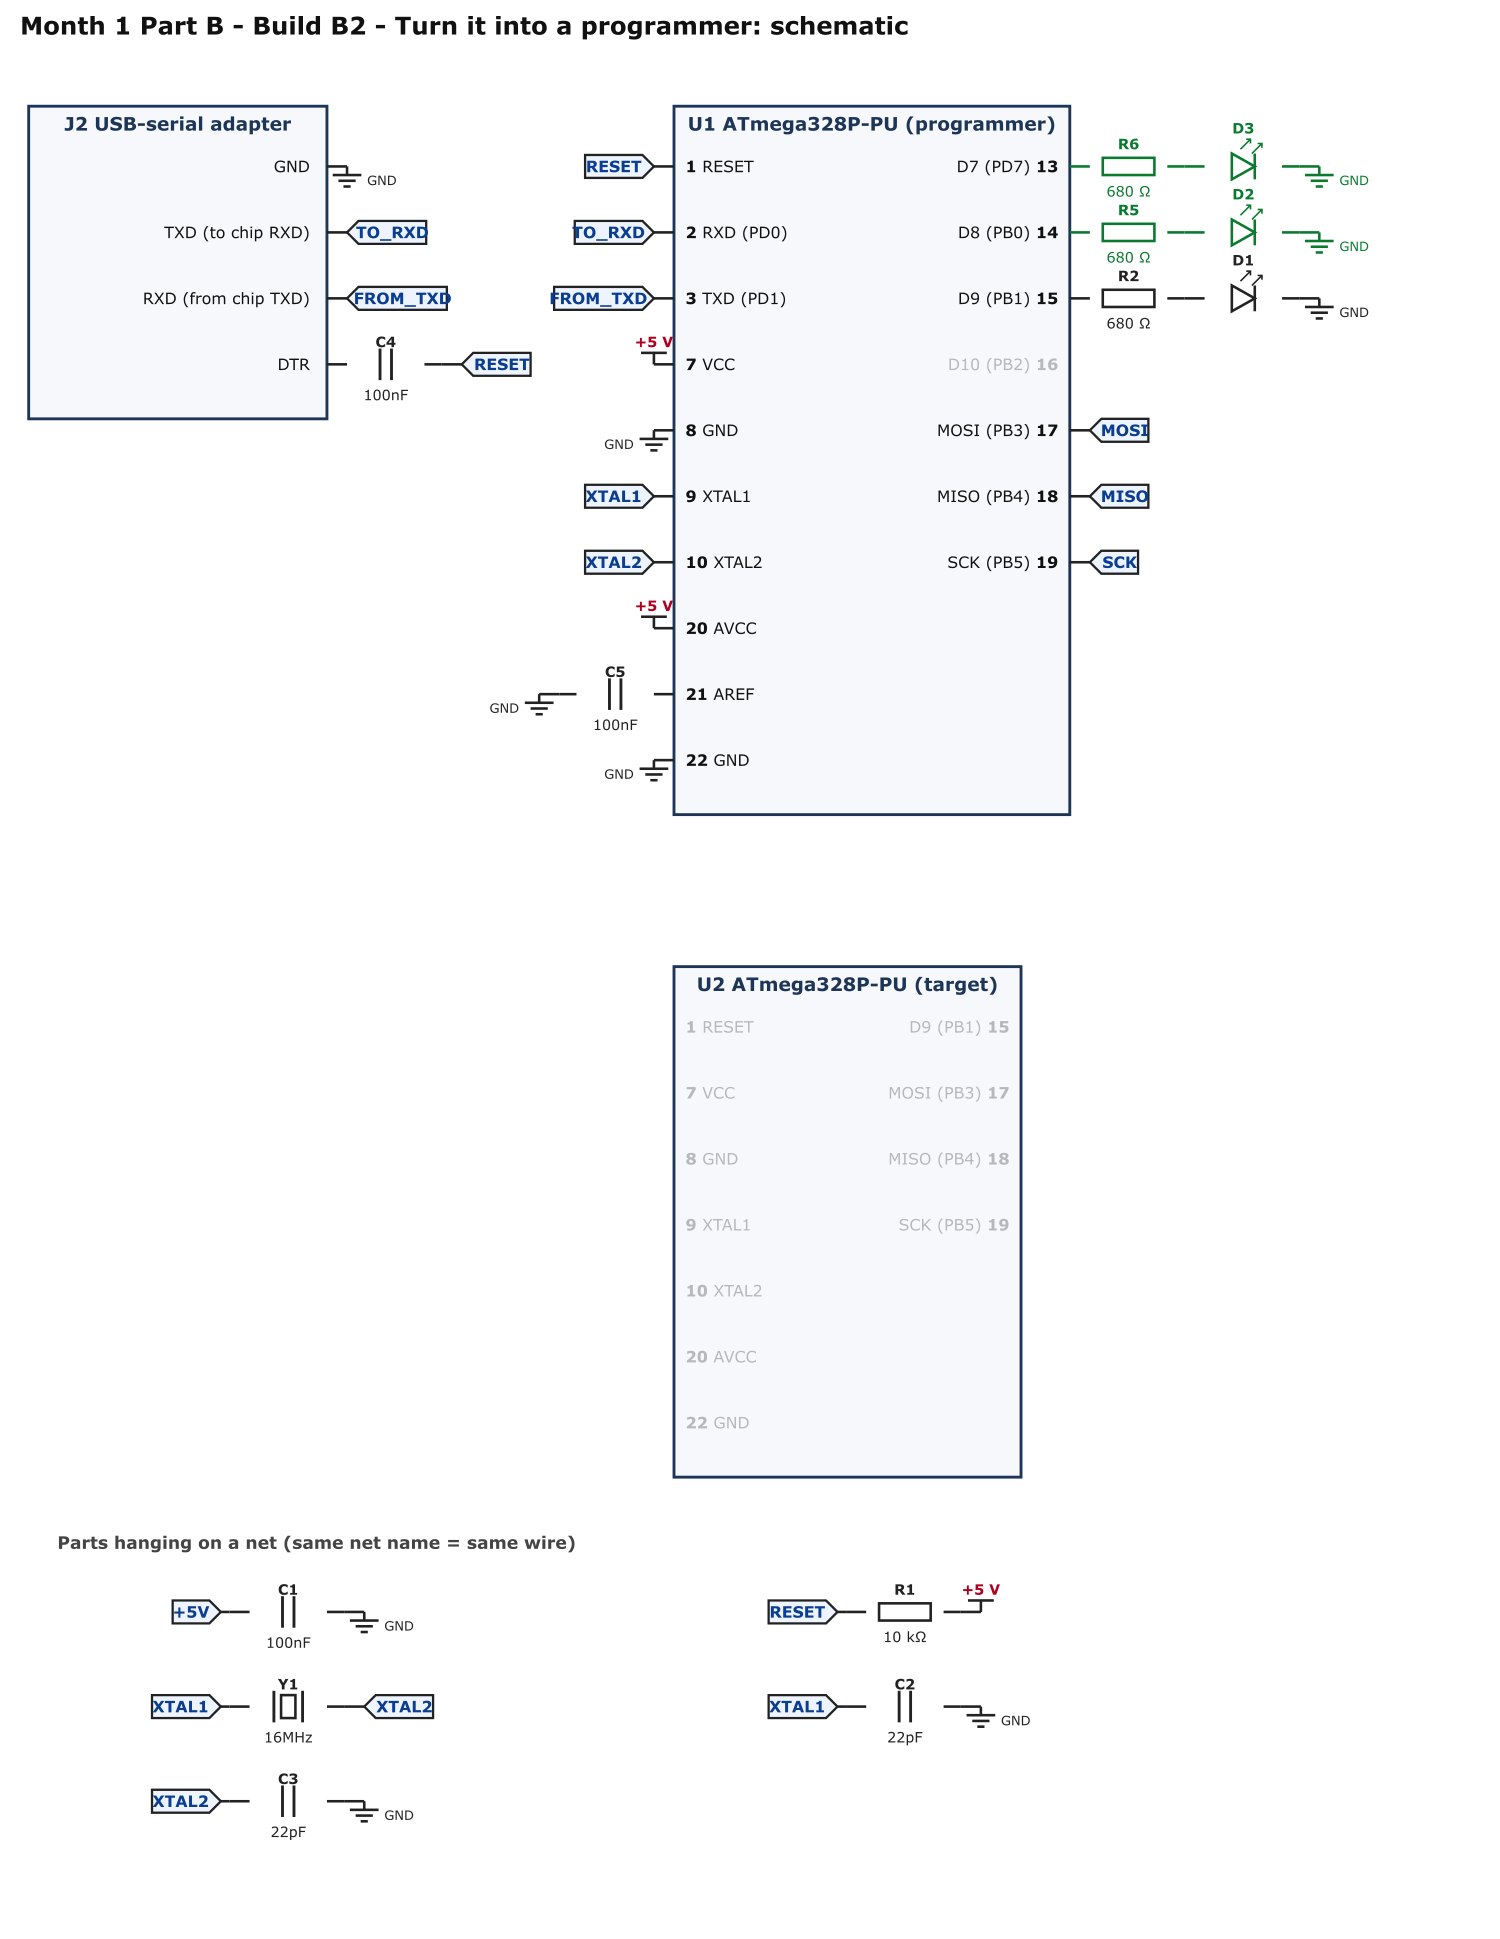 Month 1 Part B - Build B2 - Turn it into a programmer: schematic
J2 USB-serial adapter
GND
GND
TXD (to chip RXD)
TO_RXD
RXD (from chip TXD)
FROM_TXD
DTR
C4
100nF
RESET
U1 ATmega328P-PU (programmer)
RESET
1 RESET
TO_RXD
2 RXD (PD0)
FROM_TXD
3 TXD (PD1)
+5 V
7 VCC
GND
8 GND
XTAL1
9 XTAL1
XTAL2
10 XTAL2
+5 V
20 AVCC
C5
GND
100nF
21 AREF
GND
22 GND
D7 (PD7) 13
R6
680 Ω
D3
GND
D8 (PB0) 14
R5
680 Ω
D2
GND
D9 (PB1) 15
R2
680 Ω
D1
GND
D10 (PB2) 16
MOSI (PB3) 17
MOSI
MISO (PB4) 18
MISO
SCK (PB5) 19
SCK
U2 ATmega328P-PU (target)
1 RESET
7 VCC
8 GND
9 XTAL1
10 XTAL2
20 AVCC
22 GND
D9 (PB1) 15
MOSI (PB3) 17
MISO (PB4) 18
SCK (PB5) 19
Parts hanging on a net (same net name = same wire)
+5V
C1
100nF
GND
RESET
R1
10 kΩ
+5 V
XTAL1
Y1
16MHz
XTAL2
XTAL1
C2
22pF
GND
XTAL2
C3
22pF
GND